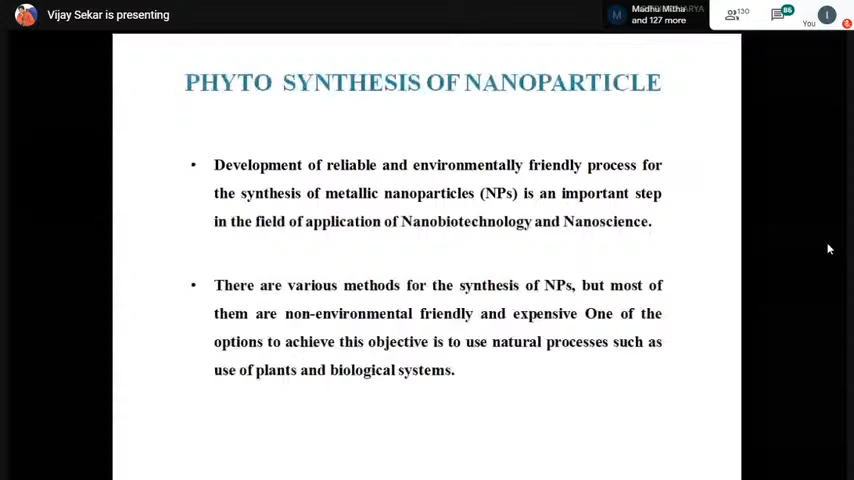 Vijay Sekar is presenting
M
Madhu Mitha
and 127 more
130
86
You
I
PHYTO SYNTHESIS OF NANOPARTICLE
• Development of reliable and environmentally friendly process for
the synthesis of metallic nanoparticles (NPs) is an important step
in the field of application of Nanobiotechnology and Nanoscience.
• There are various methods for the synthesis of NPs, but most of
them are non-environmental friendly and expensive One of the
options to achieve this objective is to use natural processes such as
use of plants and biological systems.